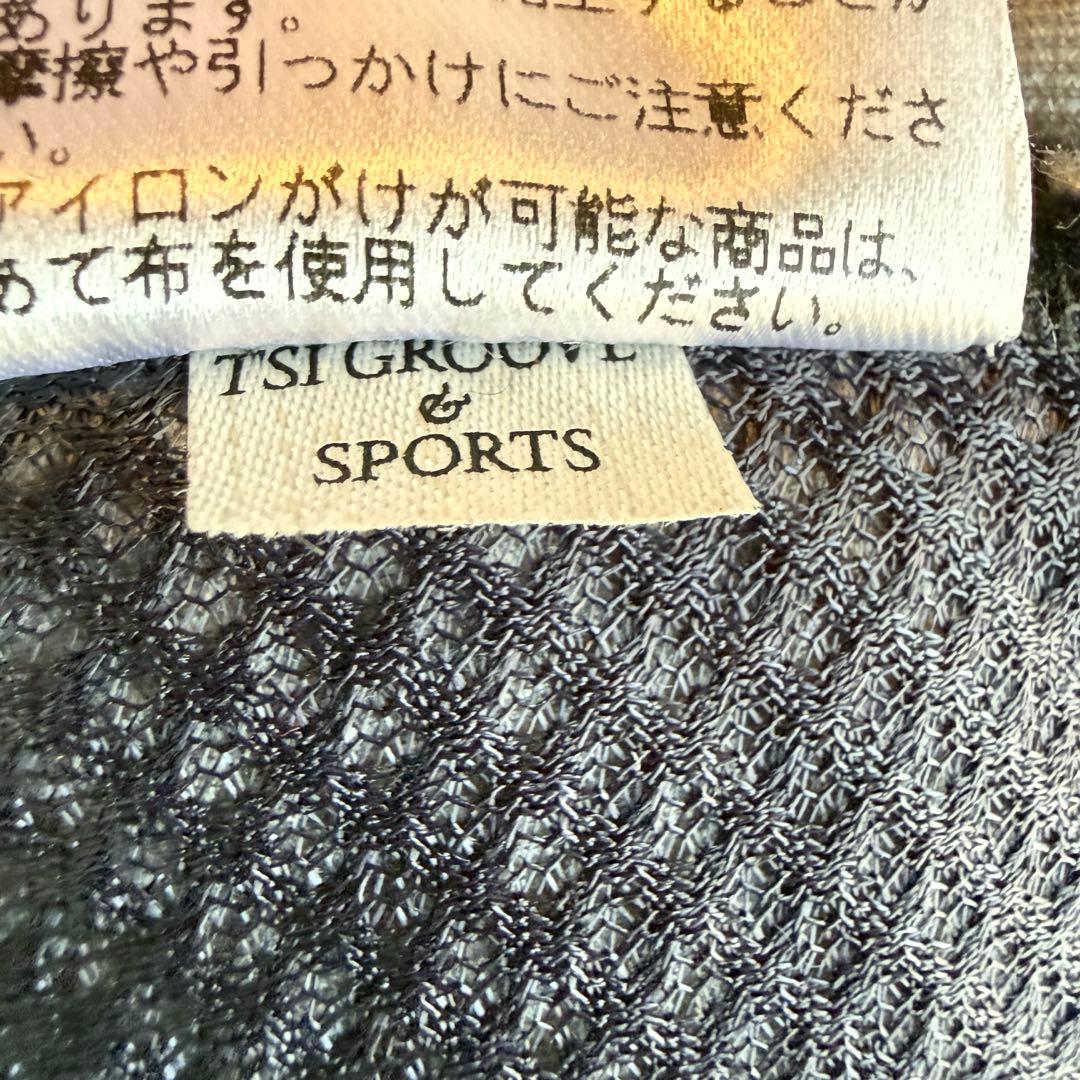 あります。
摩擦や引っかけにご注意くださ
い。
アイロンがけが可能な商品は、
あて布を使用してください。
TSI GROOVE
&
SPORTS